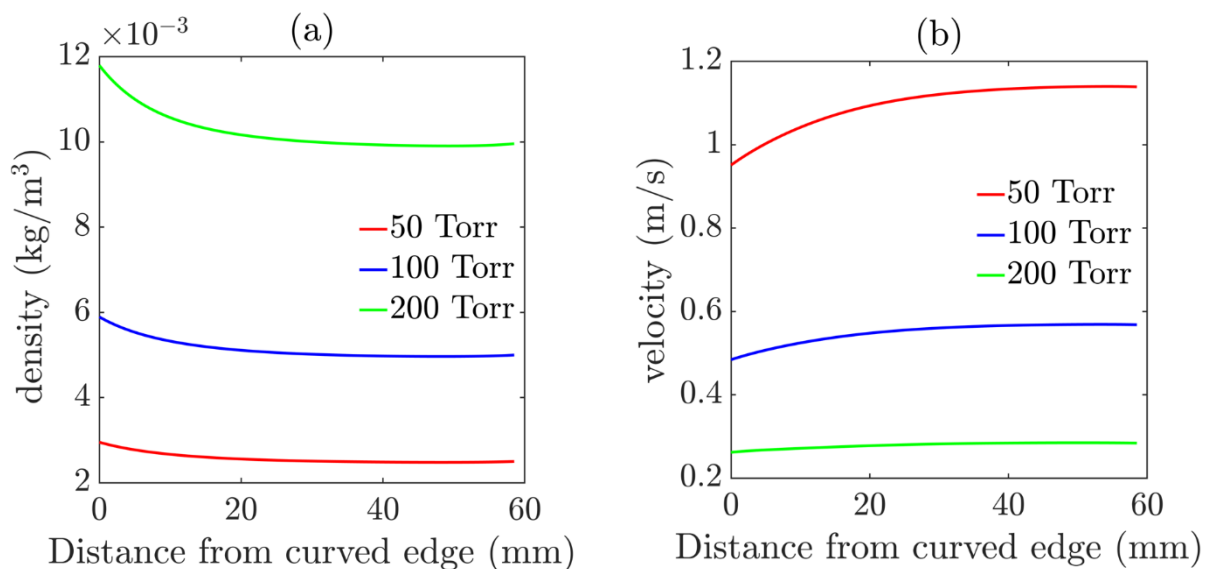 (a)
×10⁻³
12
10
8
6
4
2
density (kg/m³)
50 Torr
100 Torr
200 Torr
0 20 40 60
Distance from curved edge (mm)
(b)
1.2
1
0.8
0.6
0.4
0.2
velocity (m/s)
50 Torr
100 Torr
200 Torr
0 20 40 60
Distance from curved edge (mm)